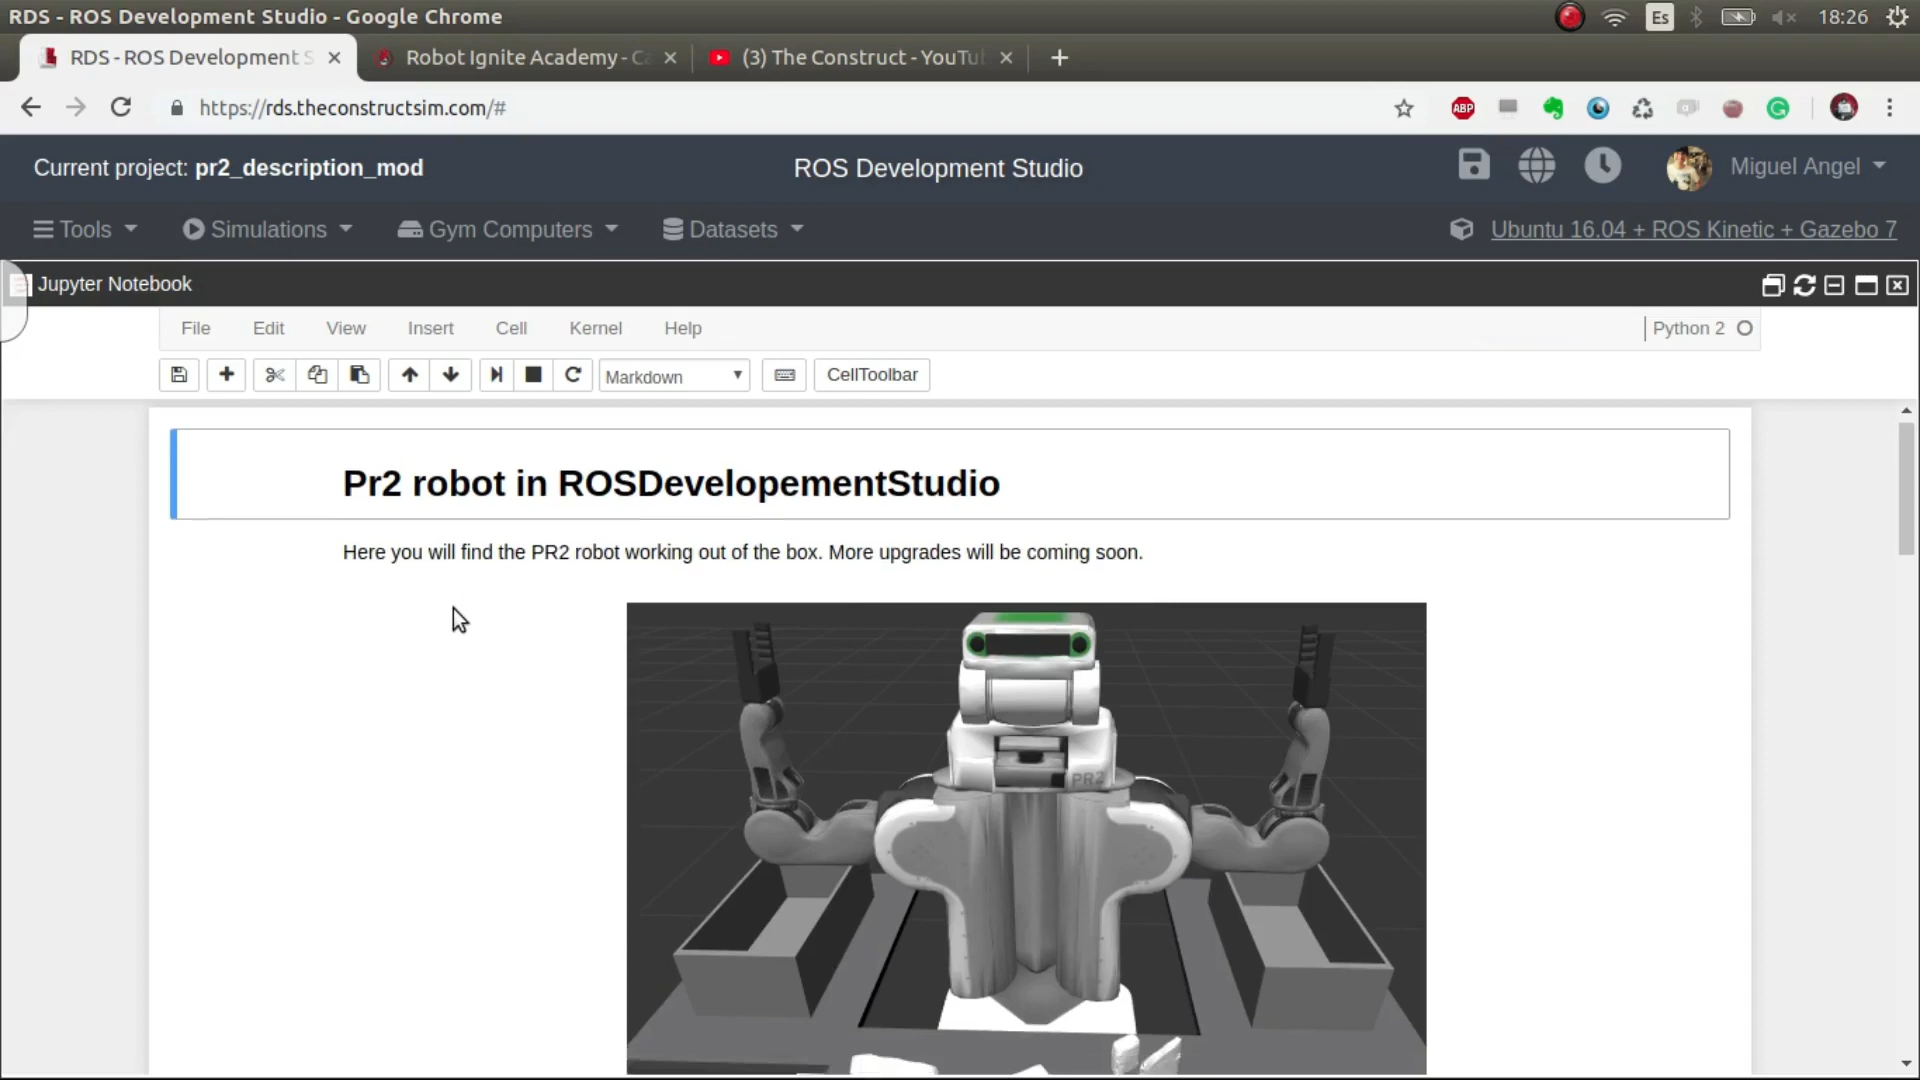 RDS - ROS Development Studio - Google Chrome
Es
18:26
RDS - ROS Development S
Robot Ignite Academy - Ca
(3) The Construct - YouTu
https://rds.theconstructsim.com/#
ABP
Current project: pr2_description_mod
ROS Development Studio
Miguel Angel
Tools
Simulations
Gym Computers
Datasets
Ubuntu 16.04 + ROS Kinetic + Gazebo 7
Jupyter Notebook
File
Edit
View
Insert
Cell
Kernel
Help
Python 2
Markdown
CellToolbar
Pr2 robot in ROSDevelopementStudio
Here you will find the PR2 robot working out of the box. More upgrades will be coming soon.
PR2